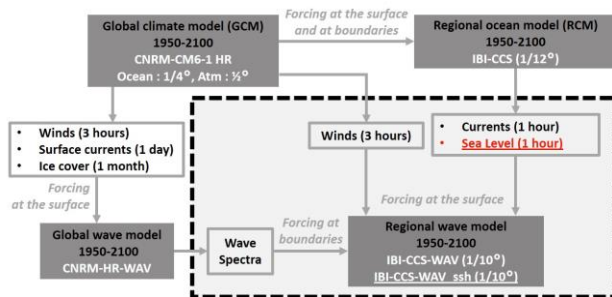 Global climate model (GCM)
1950-2100
CNRM-CM6-1 HR
Ocean : 1/4°, Atm : ½°
Forcing at the surface
and at boundaries
Regional ocean model (RCM)
1950-2100
IBI-CCS (1/12°)
• Winds (3 hours)
• Surface currents (1 day)
• Ice cover (1 month)
Winds (3 hours)
• Currents (1 hour)
• Sea Level (1 hour)
Forcing
at the surface
Forcing at the surface
Global wave model
1950-2100
CNRM-HR-WAV
Wave
Spectra
Forcing at
boundaries
Regional wave model
1950-2100
IBI-CCS-WAV (1/10°)
IBI-CCS-WAV_ssh (1/10°)